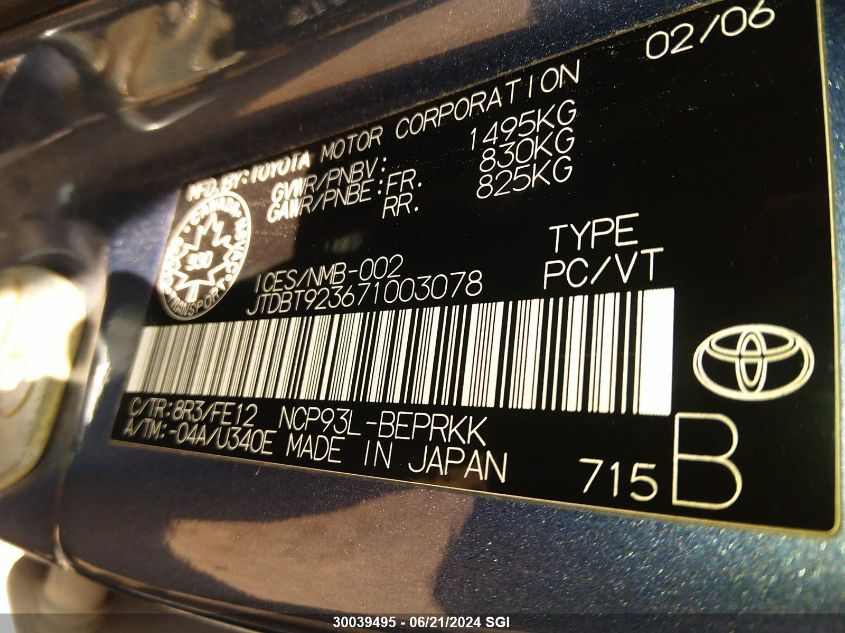 02/06
MFD. BY: TOYOTA MOTOR CORPORATION
GVWR/PNBV: 1495KG
GAWR/PNBE: FR. 830KG
RR. 825KG
TYPE
ICES/NMB-002 PC/VT
JTDBT923671003078
CANADA
TRANSPORT
C/TR: 8R3/FE12 NCP93L-BEPRKK
A/TM: -04A/U340E MADE IN JAPAN
715 B
30039495 - 06/21/2024 SGI